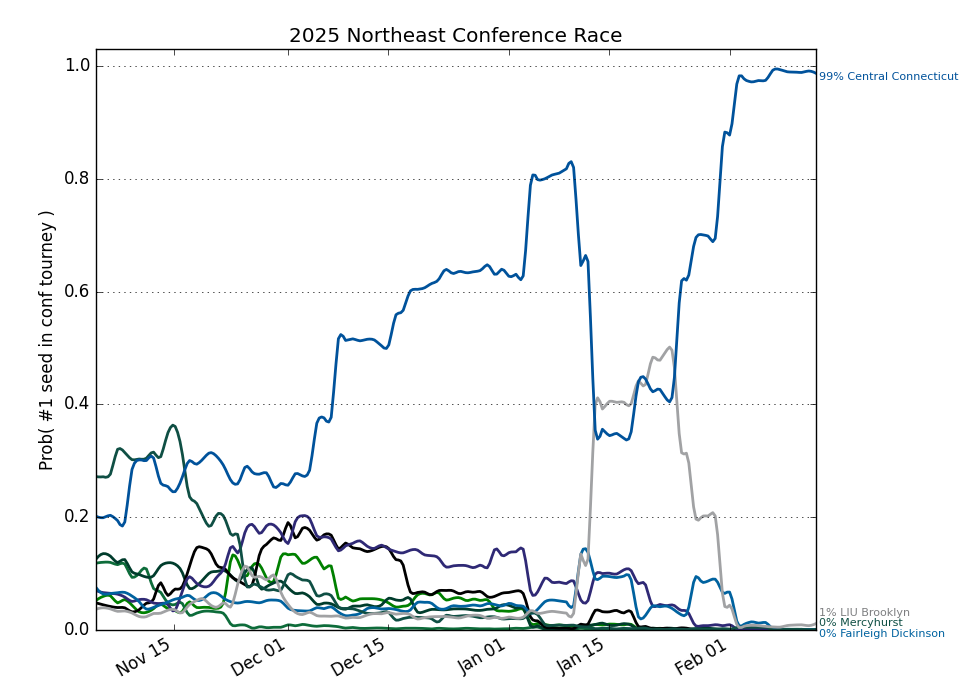 2025 Northeast Conference Race
Prob( #1 seed in conf tourney )
1.0
0.8
0.6
0.4
0.2
0.0
Nov 15
Dec 01
Dec 15
Jan 01
Jan 15
Feb 01
99% Central Connecticut
1% LIU Brooklyn
0% Mercyhurst
0% Fairleigh Dickinson